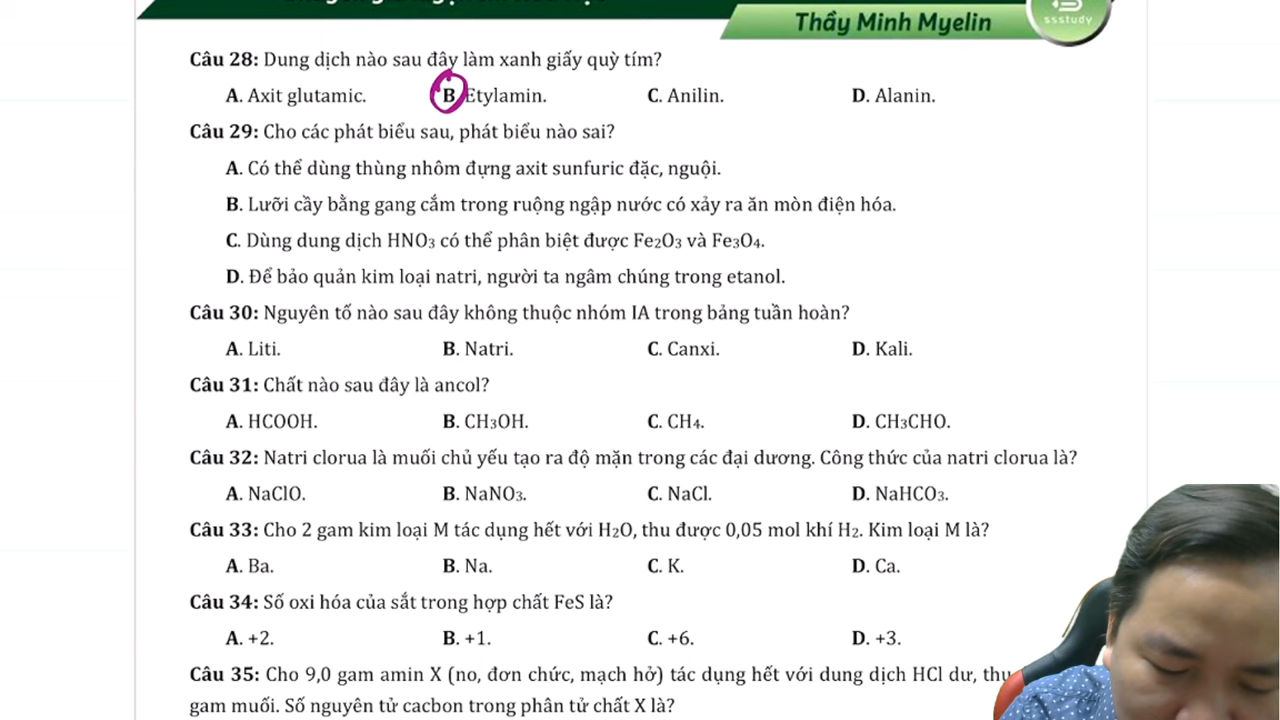 Thầy Minh Myelin
ssstudy
Câu 28: Dung dịch nào sau đây làm xanh giấy quỳ tím?
A. Axit glutamic. B. Etylamin. C. Anilin. D. Alanin.
Câu 29: Cho các phát biểu sau, phát biểu nào sai?
A. Có thể dùng thùng nhôm đựng axit sunfuric đặc, nguội.
B. Lưỡi cầy bằng gang cắm trong ruộng ngập nước có xảy ra ăn mòn điện hóa.
C. Dùng dung dịch HNO₃ có thể phân biệt được Fe₂O₃ và Fe₃O₄.
D. Để bảo quản kim loại natri, người ta ngâm chúng trong etanol.
Câu 30: Nguyên tố nào sau đây không thuộc nhóm IA trong bảng tuần hoàn?
A. Liti. B. Natri. C. Canxi. D. Kali.
Câu 31: Chất nào sau đây là ancol?
A. HCOOH. B. CH₃OH. C. CH₄. D. CH₃CHO.
Câu 32: Natri clorua là muối chủ yếu tạo ra độ mặn trong các đại dương. Công thức của natri clorua là?
A. NaClO. B. NaNO₃. C. NaCl. D. NaHCO₃.
Câu 33: Cho 2 gam kim loại M tác dụng hết với H₂O, thu được 0,05 mol khí H₂. Kim loại M là?
A. Ba. B. Na. C. K. D. Ca.
Câu 34: Số oxi hóa của sắt trong hợp chất FeS là?
A. +2. B. +1. C. +6. D. +3.
Câu 35: Cho 9,0 gam amin X (no, đơn chức, mạch hở) tác dụng hết với dung dịch HCl dư, thu
gam muối. Số nguyên tử cacbon trong phân tử chất X là?